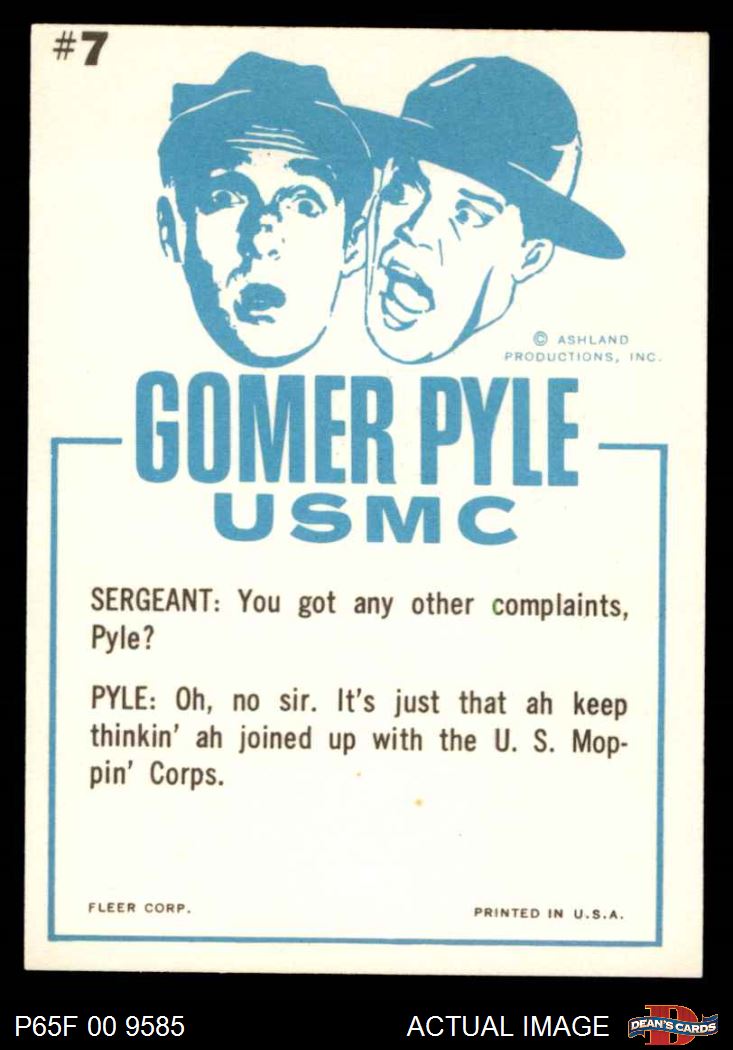 #7
© ASHLAND
PRODUCTIONS, INC.
GOMER PYLE
USMC
SERGEANT: You got any other complaints,
Pyle?
PYLE: Oh, no sir. It's just that ah keep
thinkin' ah joined up with the U. S. Mop-
pin' Corps.
FLEER CORP.
PRINTED IN U.S.A.
P65F 00 9585
ACTUAL IMAGE
D
DEAN'S CARDS